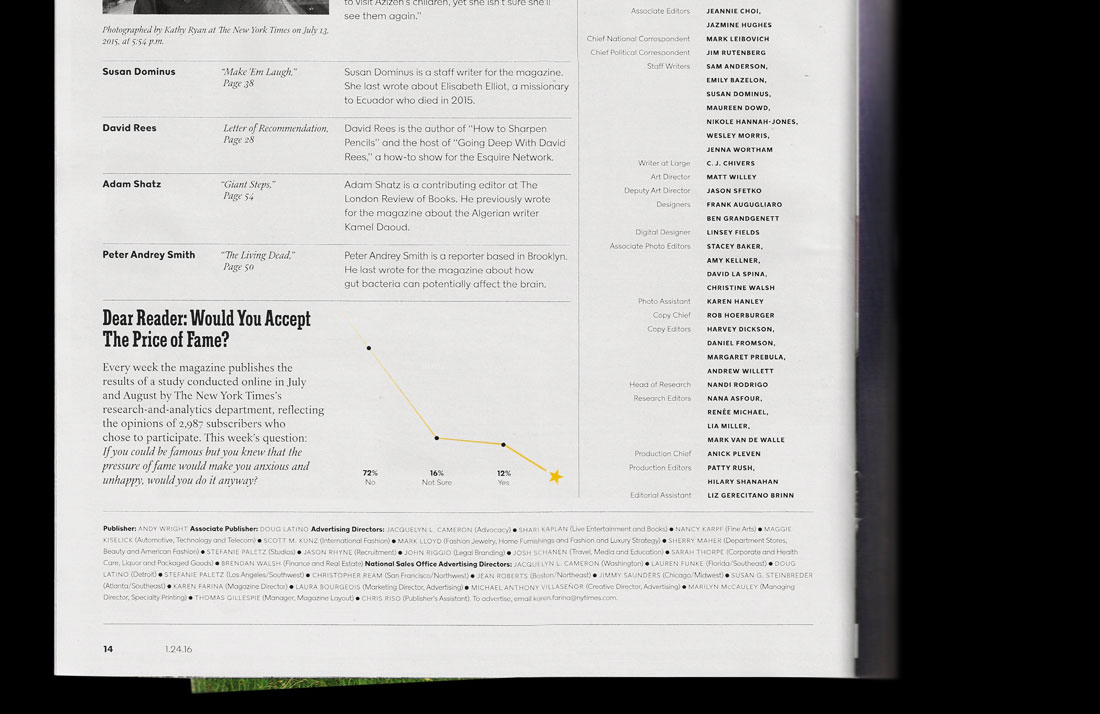 to visit Azizen's children, yet she isn't sure she'll
see them again."
Photographed by Kathy Ryan at The New York Times on July 13,
2015, at 5:54 p.m.
Susan Dominus
"Make 'Em Laugh,"
Page 38
Susan Dominus is a staff writer for the magazine.
She last wrote about Elisabeth Elliot, a missionary
to Ecuador who died in 2015.
David Rees
Letter of Recommendation,
Page 28
David Rees is the author of "How to Sharpen
Pencils" and the host of "Going Deep With David
Rees," a how-to show for the Esquire Network.
Adam Shatz
"Giant Steps,"
Page 54
Adam Shatz is a contributing editor at The
London Review of Books. He previously wrote
for the magazine about the Algerian writer
Kamel Daoud.
Peter Andrey Smith
"The Living Dead,"
Page 50
Peter Andrey Smith is a reporter based in Brooklyn.
He last wrote for the magazine about how
gut bacteria can potentially affect the brain.
Dear Reader: Would You Accept
The Price of Fame?
Every week the magazine publishes the
results of a study conducted online in July
and August by The New York Times's
research-and-analytics department, reflecting
the opinions of 2,987 subscribers who
chose to participate. This week's question:
If you could be famous but you knew that the
pressure of fame would make you anxious and
unhappy, would you do it anyway?
72%
No
16%
Not Sure
12%
Yes
Associate Editors JEANNIE CHOI,
JAZMINE HUGHES
Chief National Correspondent MARK LEIBOVICH
Chief Political Correspondent JIM RUTENBERG
Staff Writers SAM ANDERSON,
EMILY BAZELON,
SUSAN DOMINUS,
MAUREEN DOWD,
NIKOLE HANNAH-JONES,
WESLEY MORRIS,
JENNA WORTHAM
Writer at Large C. J. CHIVERS
Art Director MATT WILLEY
Deputy Art Director JASON SFETKO
Designers FRANK AUGUGLIARO
BEN GRANDGENETT
Digital Designer LINSEY FIELDS
Associate Photo Editors STACEY BAKER,
AMY KELLNER,
DAVID LA SPINA,
CHRISTINE WALSH
Photo Assistant KAREN HANLEY
Copy Chief ROB HOERBURGER
Copy Editors HARVEY DICKSON,
DANIEL FROMSON,
MARGARET PREBULA,
ANDREW WILLETT
Head of Research NANDI RODRIGO
Research Editors NANA ASFOUR,
RENÉE MICHAEL,
LIA MILLER,
MARK VAN DE WALLE
Production Chief ANICK PLEVEN
Production Editors PATTY RUSH,
HILARY SHANAHAN
Editorial Assistant LIZ GERECITANO BRINN
Publisher: ANDY WRIGHT Associate Publisher: DOUG LATINO Advertising Directors: JACQUELYN L. CAMERON (Advocacy) ● SHARI KAPLAN (Live Entertainment and Books) ● NANCY KARPF (Fine Arts) ● MAGGIE
KISELICK (Automotive, Technology and Telecom) ● SCOTT M. KUNZ (International Fashion) ● MARK LLOYD (Fashion Jewelry, Home Furnishings and Fashion and Luxury Strategy) ● SHERRY MAHER (Department Stores,
Beauty and American Fashion) ● STEFANIE PALETZ (Studios) ● JASON RHYNE (Recruitment) ● JOHN RIGGIO (Legal Branding) ● JOSH SCHANEN (Travel, Media and Education) ● SARAH THORPE (Corporate and Health
Care, Liquor and Packaged Goods) ● BRENDAN WALSH (Finance and Real Estate) National Sales Office Advertising Directors: JACQUELYN L. CAMERON (Washington) ● LAUREN FUNKE (Florida/Southeast) ● DOUG
LATINO (Detroit) ● STEFANIE PALETZ (Los Angeles/Southwest) ● CHRISTOPHER REAM (San Francisco/Northwest) ● JEAN ROBERTS (Boston/Northeast) ● JIMMY SAUNDERS (Chicago/Midwest) ● SUSAN G. STEINBREDER
(Atlanta/Southeast) ● KAREN FARINA (Magazine Director) ● LAURA BOURGEOIS (Marketing Director, Advertising) ● MICHAEL ANTHONY VILLASEÑOR (Creative Director, Advertising) ● MARILYN McCAULEY (Managing
Director, Specialty Printing) ● THOMAS GILLESPIE (Manager, Magazine Layout) ● CHRIS RISO (Publisher's Assistant). To advertise, email karen.farina@nytimes.com.
14
1.24.16